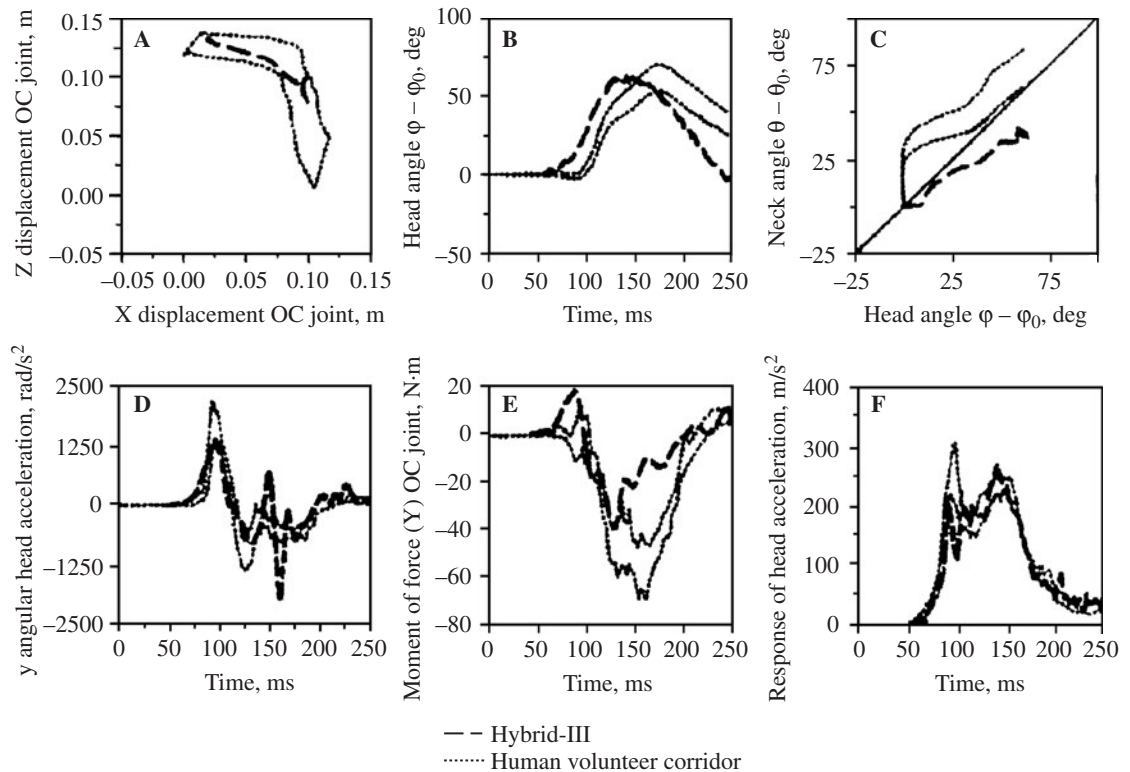 A
Z displacement OC joint, m
0.15
0.10
0.05
0.00
−0.05
−0.05 0.00 0.05 0.10 0.15
X displacement OC joint, m
B
Head angle φ − φ0, deg
100
50
0
−50
0 50 100 150 200 250
Time, ms
C
Neck angle θ − θ0, deg
75
25
−25
−25 25 75
Head angle φ − φ0, deg
D
y angular head acceleration, rad/s²
2500
1250
0
−1250
−2500
0 50 100 150 200 250
Time, ms
E
Moment of force (Y) OC joint, N·m
20
0
−20
−40
−60
−80
0 50 100 150 200 250
Time, ms
F
Response of head acceleration, m/s²
400
300
200
100
0
0 50 100 150 200 250
Time, ms
Hybrid-III
Human volunteer corridor